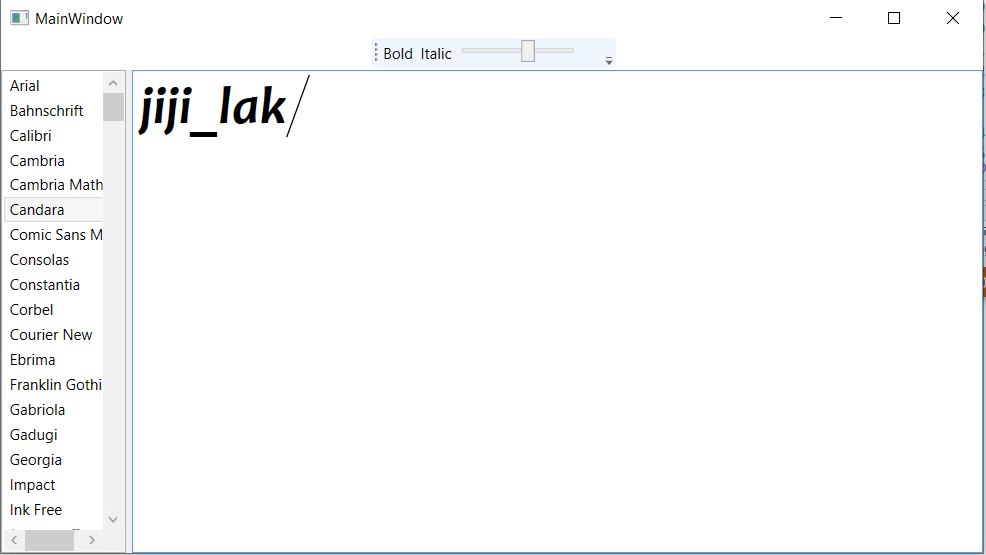 MainWindow
Bold Italic
Arial
Bahnschrift
Calibri
Cambria
Cambria Math
Candara
Comic Sans M
Consolas
Constantia
Corbel
Courier New
Ebrima
Franklin Gothi
Gabriola
Gadugi
Georgia
Impact
Ink Free
jiji_lak